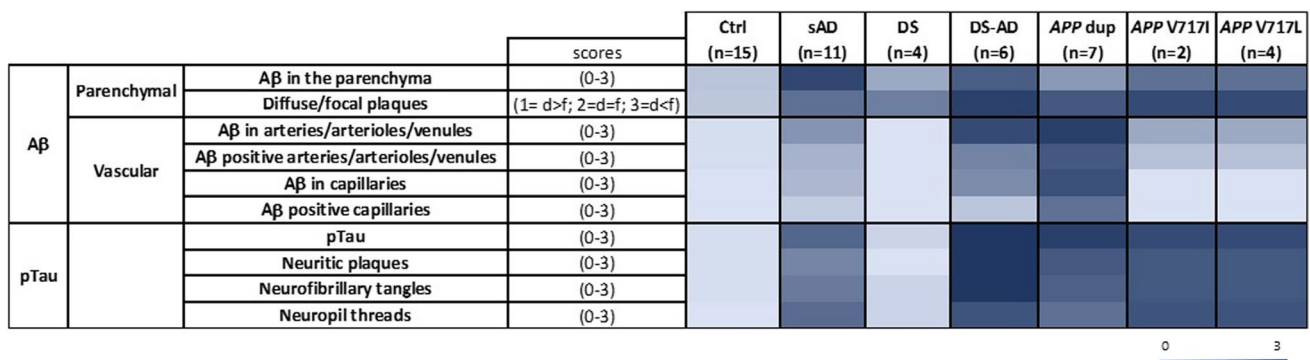 Ctrl sAD DS DS-AD APP dup APP V717I APP V717L
scores (n=15) (n=11) (n=4) (n=6) (n=7) (n=2) (n=4)
Aβ Parenchymal Aβ in the parenchyma (0-3)
Diffuse/focal plaques (1= d>f; 2=d=f; 3=d<f)
Vascular Aβ in arteries/arterioles/venules (0-3)
Aβ positive arteries/arterioles/venules (0-3)
Aβ in capillaries (0-3)
Aβ positive capillaries (0-3)
pTau pTau (0-3)
Neuritic plaques (0-3)
Neurofibrillary tangles (0-3)
Neuropil threads (0-3)
0 3